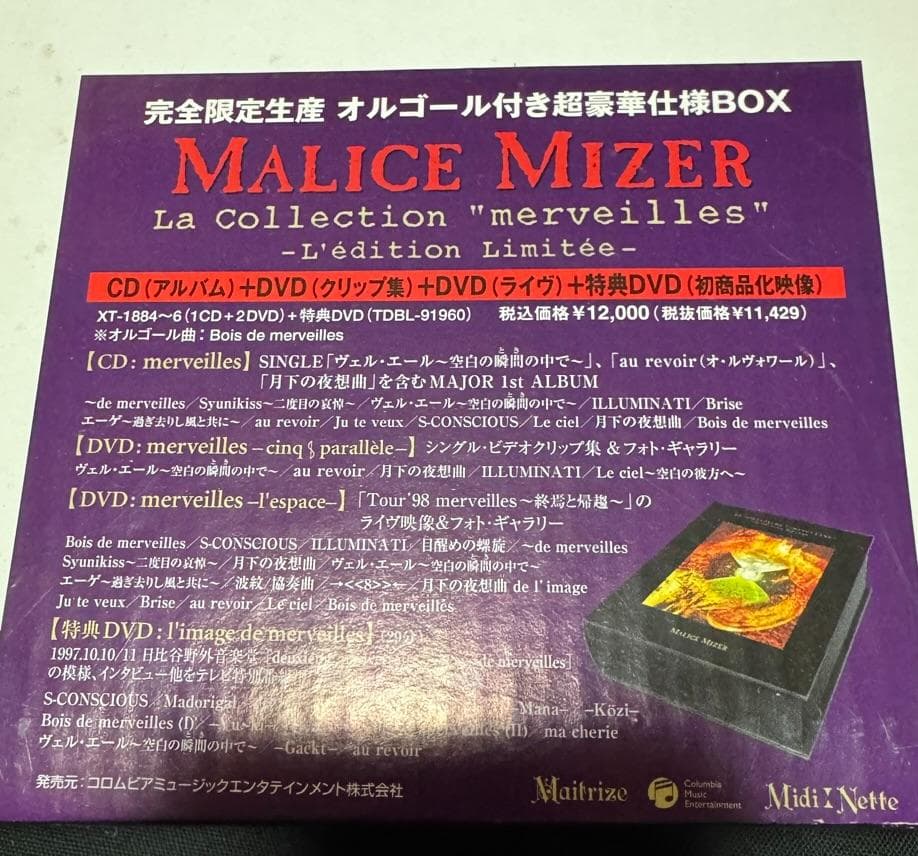 完全限定生産 オルゴール付き超豪華仕様BOX
MALICE MIZER
La Collection "merveilles"
-L'édition Limitée-
CD(アルバム)+DVD(クリップ集)+DVD(ライヴ)+特典DVD(初商品化映像)
XT-1884〜6(1CD+2DVD)+特典DVD(TDBL-91960) 税込価格¥12,000(税抜価格¥11,429)
※オルゴール曲:Bois de merveilles
【CD: merveilles】SINGLE「ヴェル・エール〜空白の瞬間の中で〜」、「au revoir(オ・ルヴォワール)」、
「月下の夜想曲」を含むMAJOR 1st ALBUM
〜de merveilles/Syunikiss〜二度目の哀悼〜/ヴェル・エール〜空白の瞬間の中で〜/ILLUMINATI/Brise
エーゲ〜過ぎ去りし風と共に〜/au revoir/Ju te veux/S-CONSCIOUS/Le ciel/月下の夜想曲/Bois de merveilles
【DVD: merveilles –cinq parallèle–】シングル・ビデオクリップ集 &フォト・ギャラリー
ヴェル・エール〜空白の瞬間の中で〜/au revoir/月下の夜想曲/ILLUMINATI/Le ciel〜空白の彼方へ〜
【DVD: merveilles –l'espace–】「Tour'98 merveilles〜終焉と帰趨〜」の
ライヴ映像&フォト・ギャラリー
Bois de merveilles/S-CONSCIOUS/ILLUMINATI/目醒めの螺旋/〜de merveilles
Syunikiss〜二度目の哀悼〜/月下の夜想曲/ヴェル・エール〜空白の瞬間の中で〜
エーゲ〜過ぎ去りし風と共に〜/波紋/協奏曲/→<<8>>←/月下の夜想曲 de l'image
Ju te veux/Brise/au revoir/Le ciel/Bois de merveilles
【特典DVD: l'image de merveilles】
1997.10.10/11 日比谷野外音楽堂 de merveilles]
の模様、インタビュー他をテレビ特別番
S-CONSCIOUS/Madorigal –Mana– –Közi–
Bois de merveilles (I) (II) ma cherie
ヴェル・エール〜空白の瞬間の中で〜 –Gackt– au revoir
MALICE MIZER
発売元:コロムビアミュージックエンタテインメント株式会社
Maitrize
Columbia
Music
Entertainment
Midi:Nette